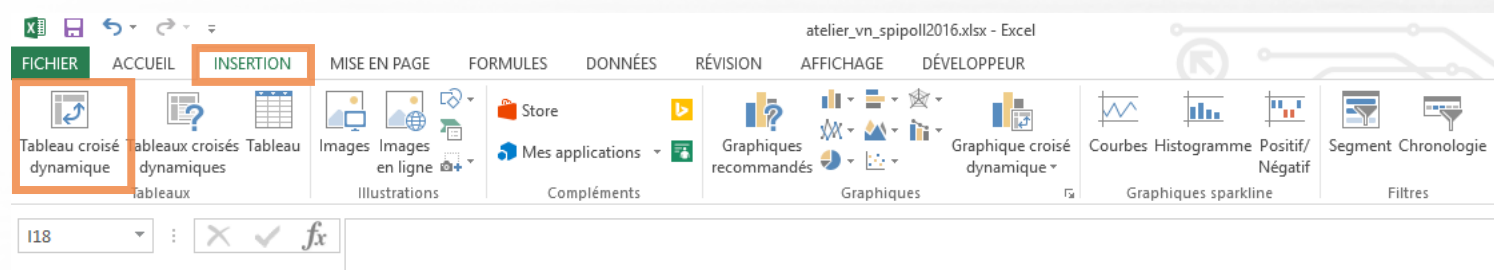 atelier_vn_spipoll2016.xlsx - Excel
FICHIER ACCUEIL INSERTION MISE EN PAGE FORMULES DONNÉES RÉVISION AFFICHAGE DÉVELOPPEUR
Tableau croisé dynamique
Tableaux croisés dynamiques
Tableau
Tableaux
Images
Images en ligne
Illustrations
Store
Mes applications
Compléments
Graphiques recommandés
Graphique croisé dynamique
Graphiques
Courbes
Histogramme
Positif/Négatif
Graphiques sparkline
Segment
Chronologie
Filtres
I18
fx